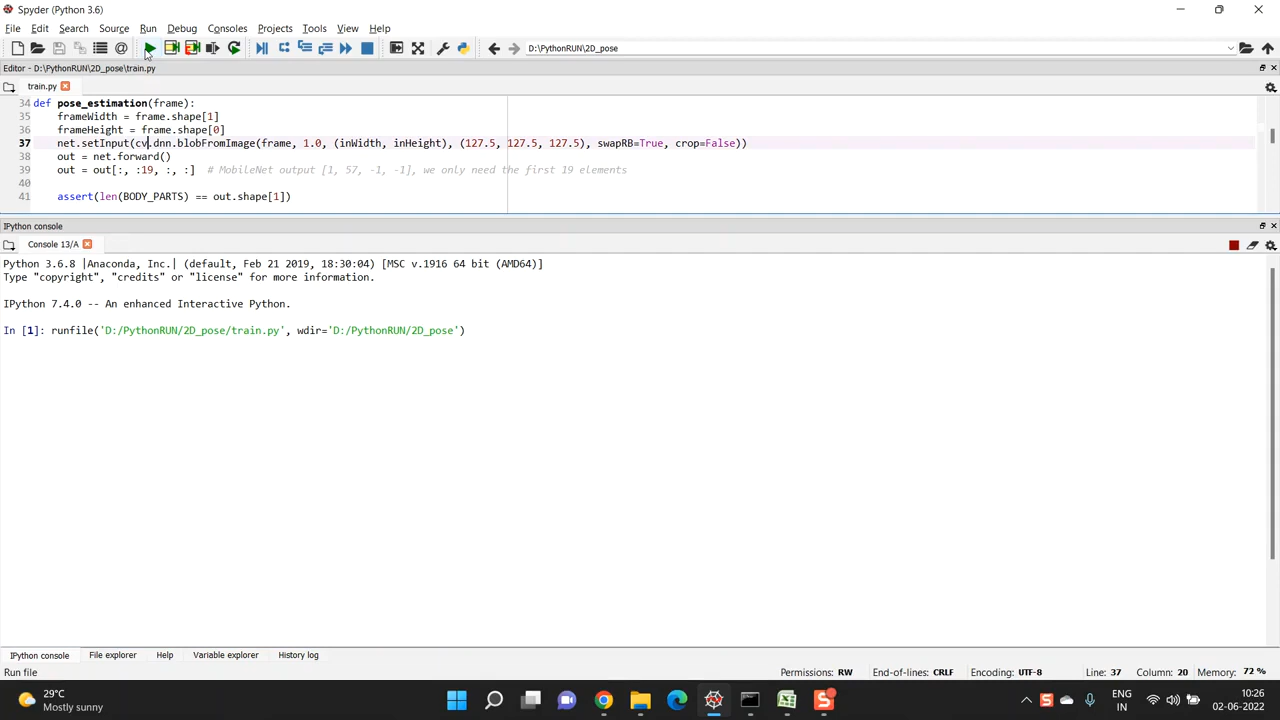 Spyder (Python 3.6)
File Edit Search Source Run Debug Consoles Projects Tools View Help
D:\PythonRUN\2D_pose
Editor - D:\PythonRUN\2D_pose\train.py
train.py
34 def pose_estimation(frame):
35 frameWidth = frame.shape[1]
36 frameHeight = frame.shape[0]
37 net.setInput(cv.dnn.blobFromImage(frame, 1.0, (inWidth, inHeight), (127.5, 127.5, 127.5), swapRB=True, crop=False))
38 out = net.forward()
39 out = out[:, :19, :, :] # MobileNet output [1, 57, -1, -1], we only need the first 19 elements
40
41 assert(len(BODY_PARTS) == out.shape[1])
IPython console
Console 13/A
Python 3.6.8 |Anaconda, Inc.| (default, Feb 21 2019, 18:30:04) [MSC v.1916 64 bit (AMD64)]
Type "copyright", "credits" or "license" for more information.
IPython 7.4.0 -- An enhanced Interactive Python.
In [1]: runfile('D:/PythonRUN/2D_pose/train.py', wdir='D:/PythonRUN/2D_pose')
IPython console File explorer Help Variable explorer History log
Run file Permissions: RW End-of-lines: CRLF Encoding: UTF-8 Line: 37 Column: 20 Memory: 72 %
29°C
Mostly sunny
ENG
IN
10:26
02-06-2022